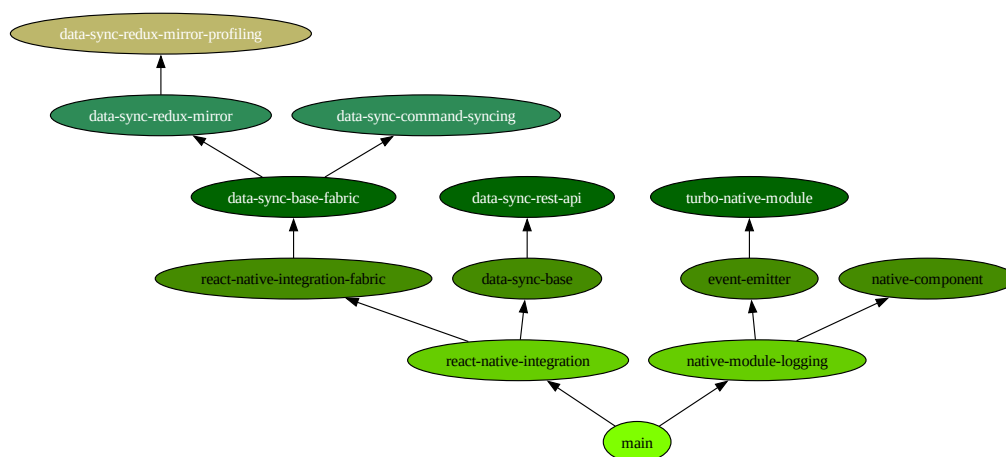 data-sync-redux-mirror-profiling
data-sync-redux-mirror
data-sync-command-syncing
data-sync-base-fabric
data-sync-rest-api
turbo-native-module
react-native-integration-fabric
data-sync-base
event-emitter
native-component
react-native-integration
native-module-logging
main